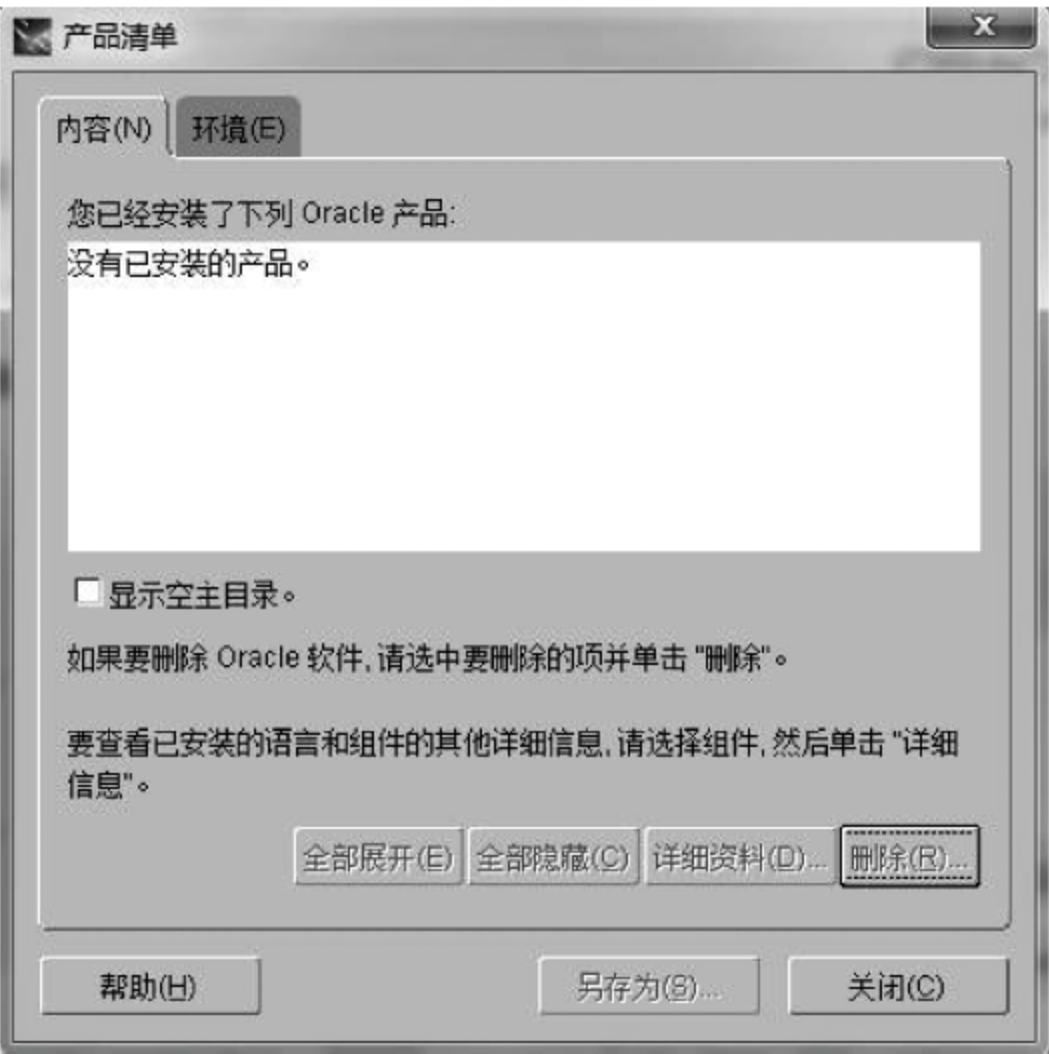 产品清单
内容(N) 环境(E)
您已经安装了下列 Oracle 产品:
没有已安装的产品。
显示空主目录。
如果要删除 Oracle 软件, 请选中要删除的项并单击 "删除"。
要查看已安装的语言和组件的其他详细信息, 请选择组件, 然后单击 "详细
信息"。
全部展开(E) 全部隐藏(C) 详细资料(D)... 删除(R)...
帮助(H) 另存为(S)... 关闭(C)